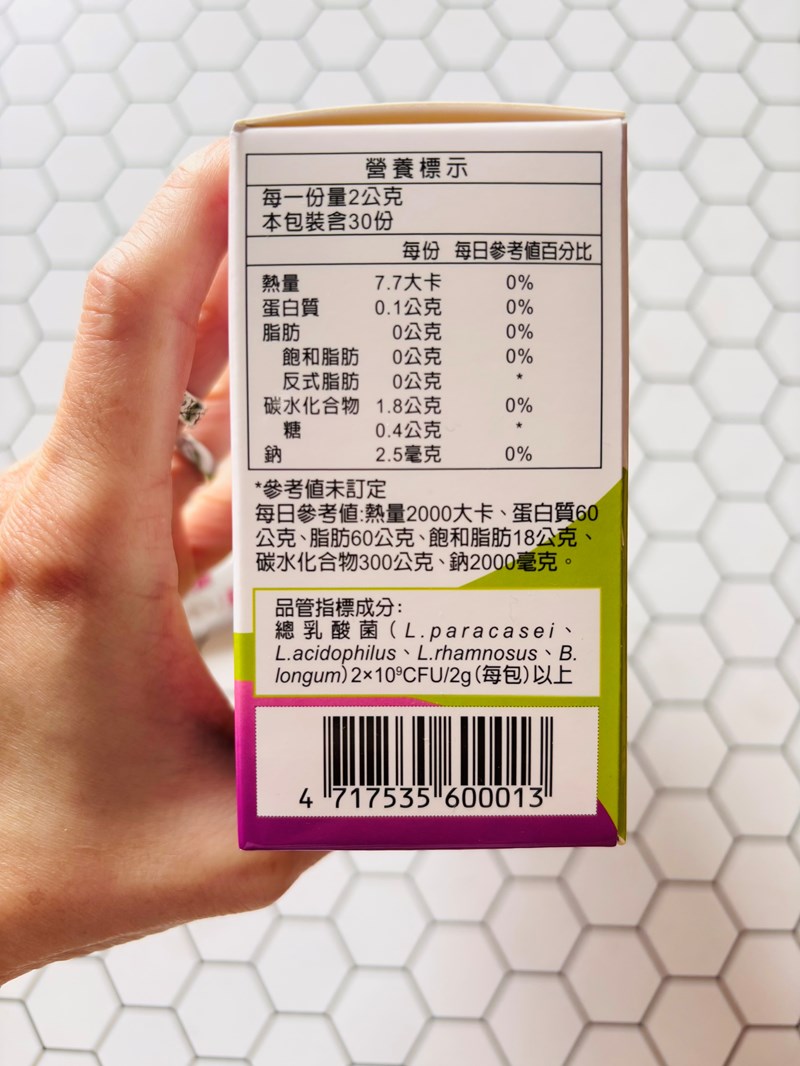 營養標示
每一份量2公克
本包裝含30份
每份 每日參考值百分比
熱量 7.7大卡 0%
蛋白質 0.1公克 0%
脂肪 0公克 0%
飽和脂肪 0公克 0%
反式脂肪 0公克 *
碳水化合物 1.8公克 0%
糖 0.4公克 *
鈉 2.5毫克 0%
*參考值未訂定
每日參考值:熱量2000大卡、蛋白質60
公克、脂肪60公克、飽和脂肪18公克、
碳水化合物300公克、鈉2000毫克。
品管指標成分:
總乳酸菌(L.paracasei、
L.acidophilus、L.rhamnosus、B.
longum)2×10⁹CFU/2g(每包)以上
4 717535 600013